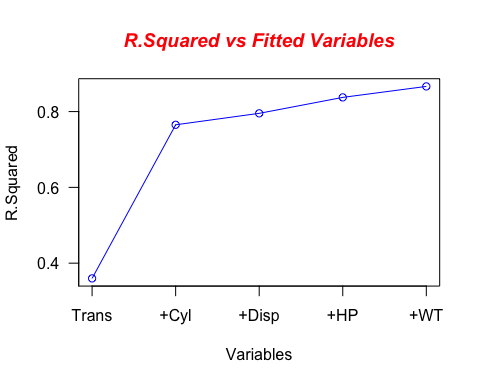 R.Squared vs Fitted Variables
R.Squared
0.8
0.6
0.4
Trans +Cyl +Disp +HP +WT
Variables